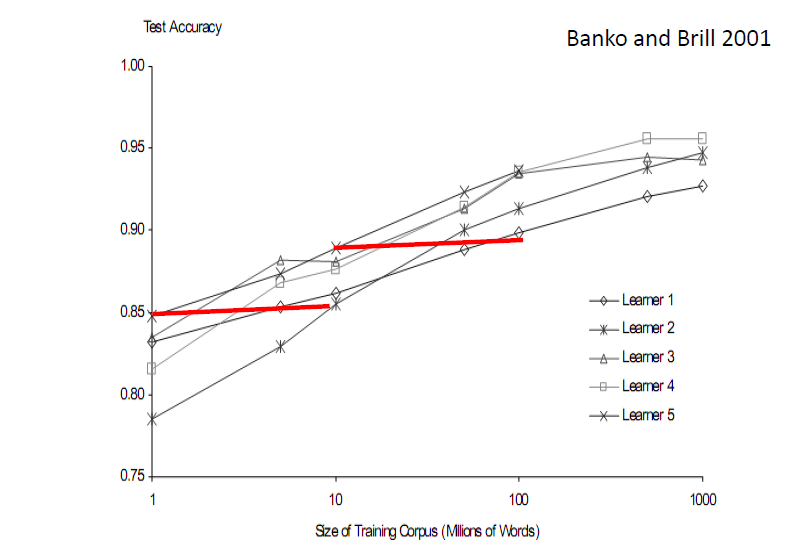 Test Accuracy
Banko and Brill 2001
1.00
0.95
0.90
0.85
0.80
0.75
1 10 100 1000
Size of Training Corpus (Millions of Words)
Learner 1
Learner 2
Learner 3
Learner 4
Learner 5